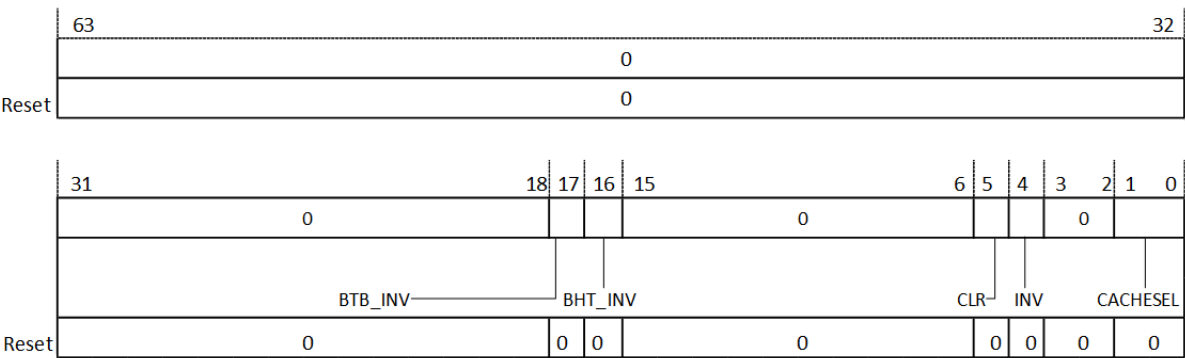 63 32
0
Reset 0
31 18 17 16 15 6 5 4 3 2 1 0
0 0 0
BTB_INV BHT_INV CLR INV CACHESEL
Reset 0 0 0 0 0 0 0 0